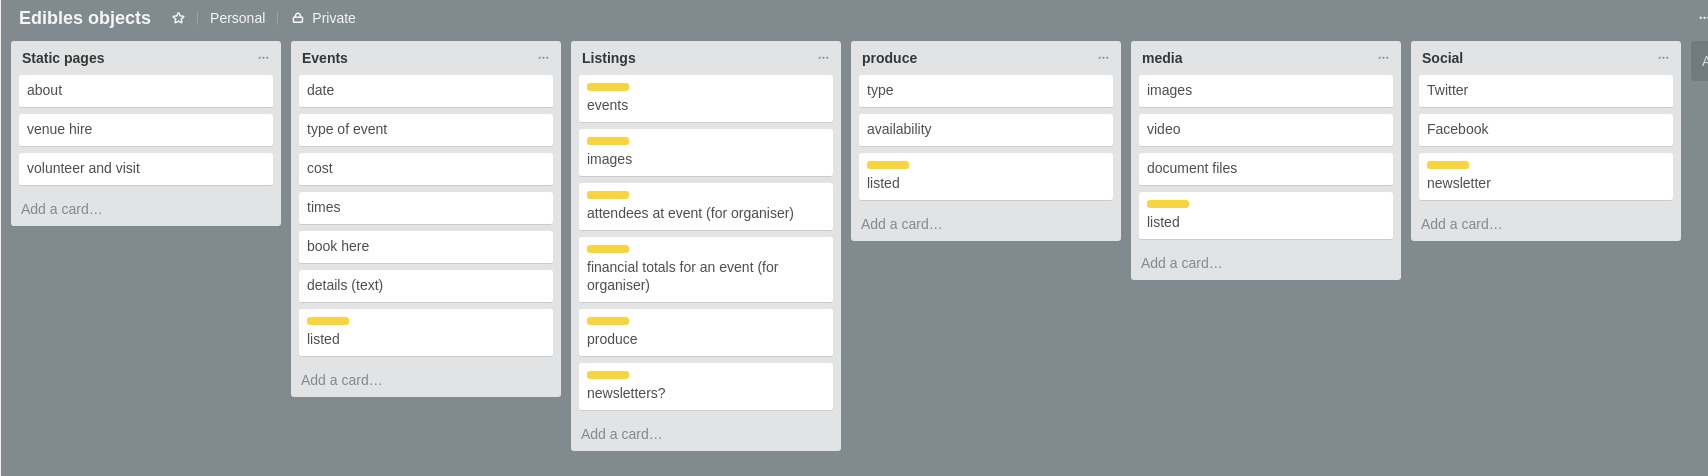 Edibles objects
Personal
Private
Static pages
about
venue hire
volunteer and visit
Add a card…
Events
date
type of event
cost
times
book here
details (text)
listed
Add a card…
Listings
events
images
attendees at event (for organiser)
financial totals for an event (for
organiser)
produce
newsletters?
Add a card…
produce
type
availability
listed
Add a card…
media
images
video
document files
listed
Add a card…
Social
Twitter
Facebook
newsletter
Add a card…